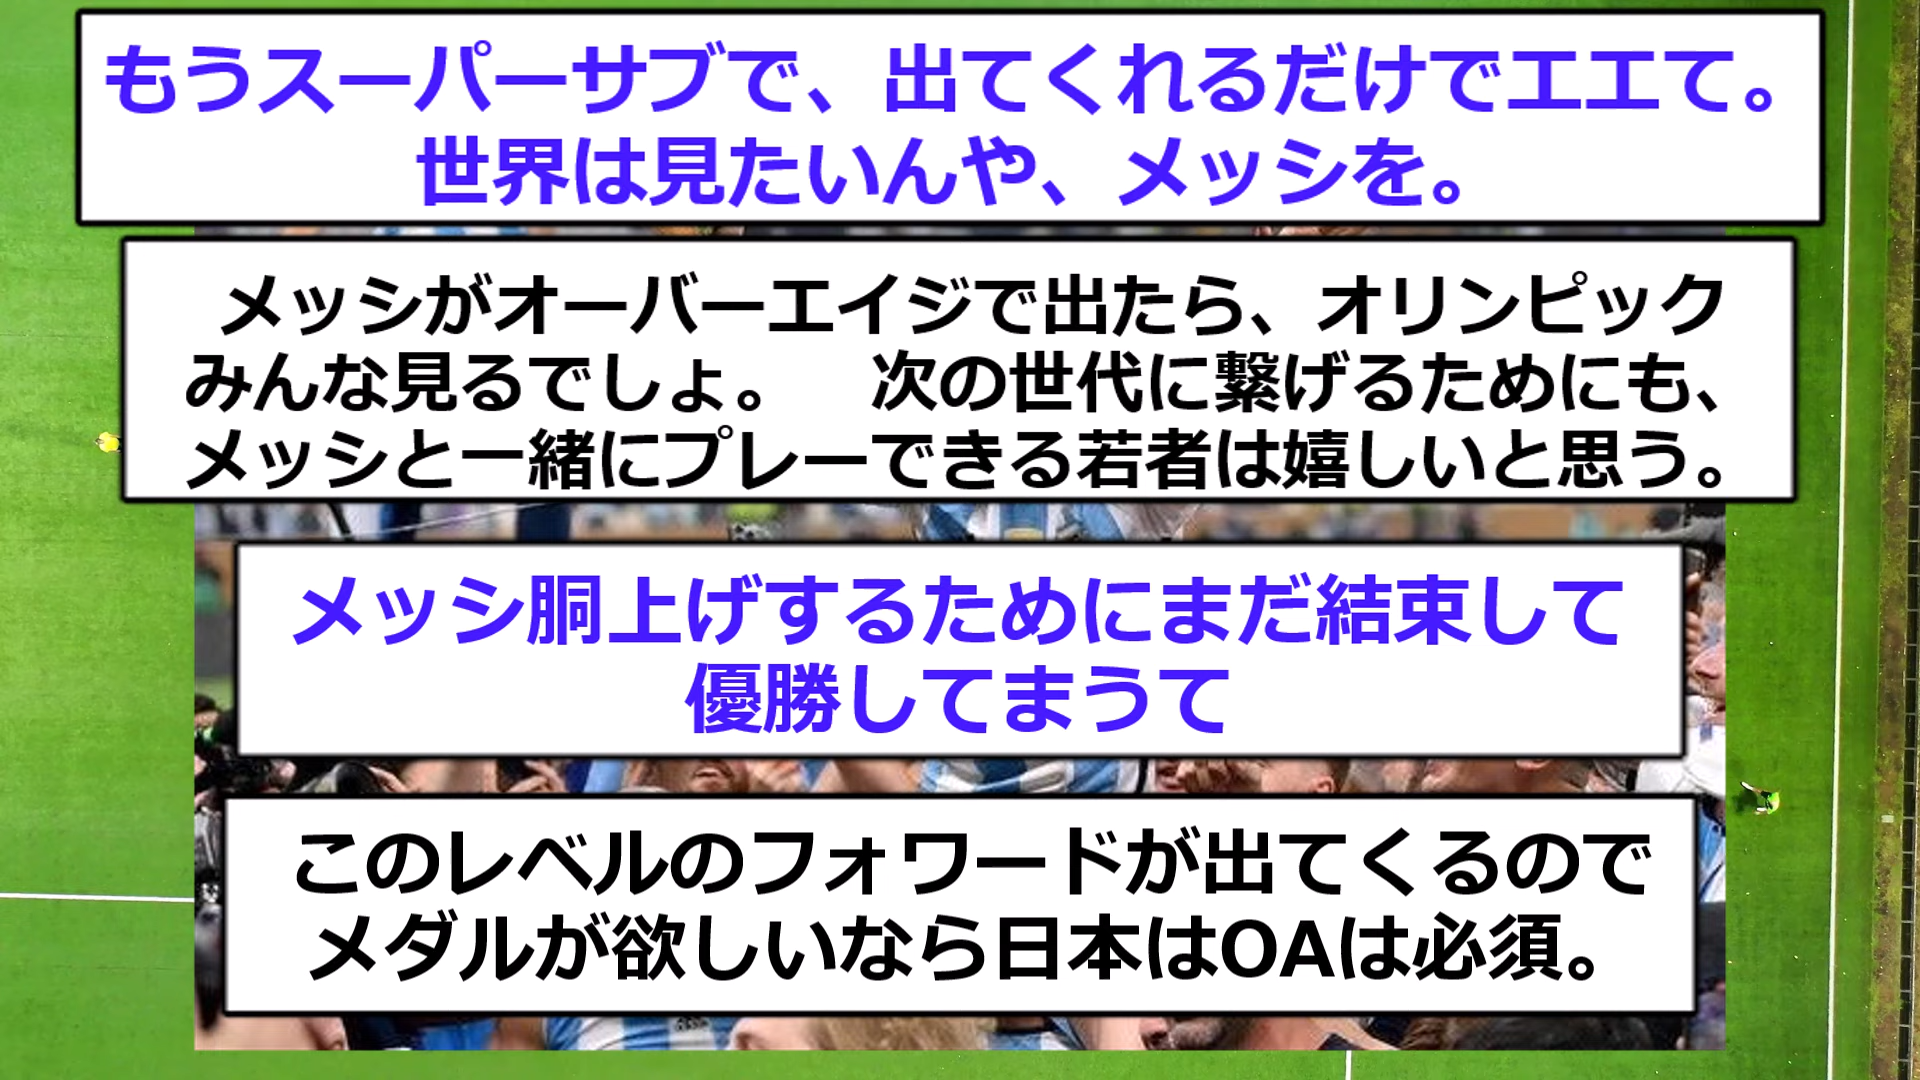 もうスーパーサブで、出てくれるだけでエエて。
世界は見たいんや、メッシを。
メッシがオーバーエイジで出たら、オリンピック
みんな見るでしょ。　次の世代に繋げるためにも、
メッシと一緒にプレーできる若者は嬉しいと思う。
メッシ胴上げするためにまだ結束して
優勝してまうて
このレベルのフォワードが出てくるので
メダルが欲しいなら日本はOAは必須。